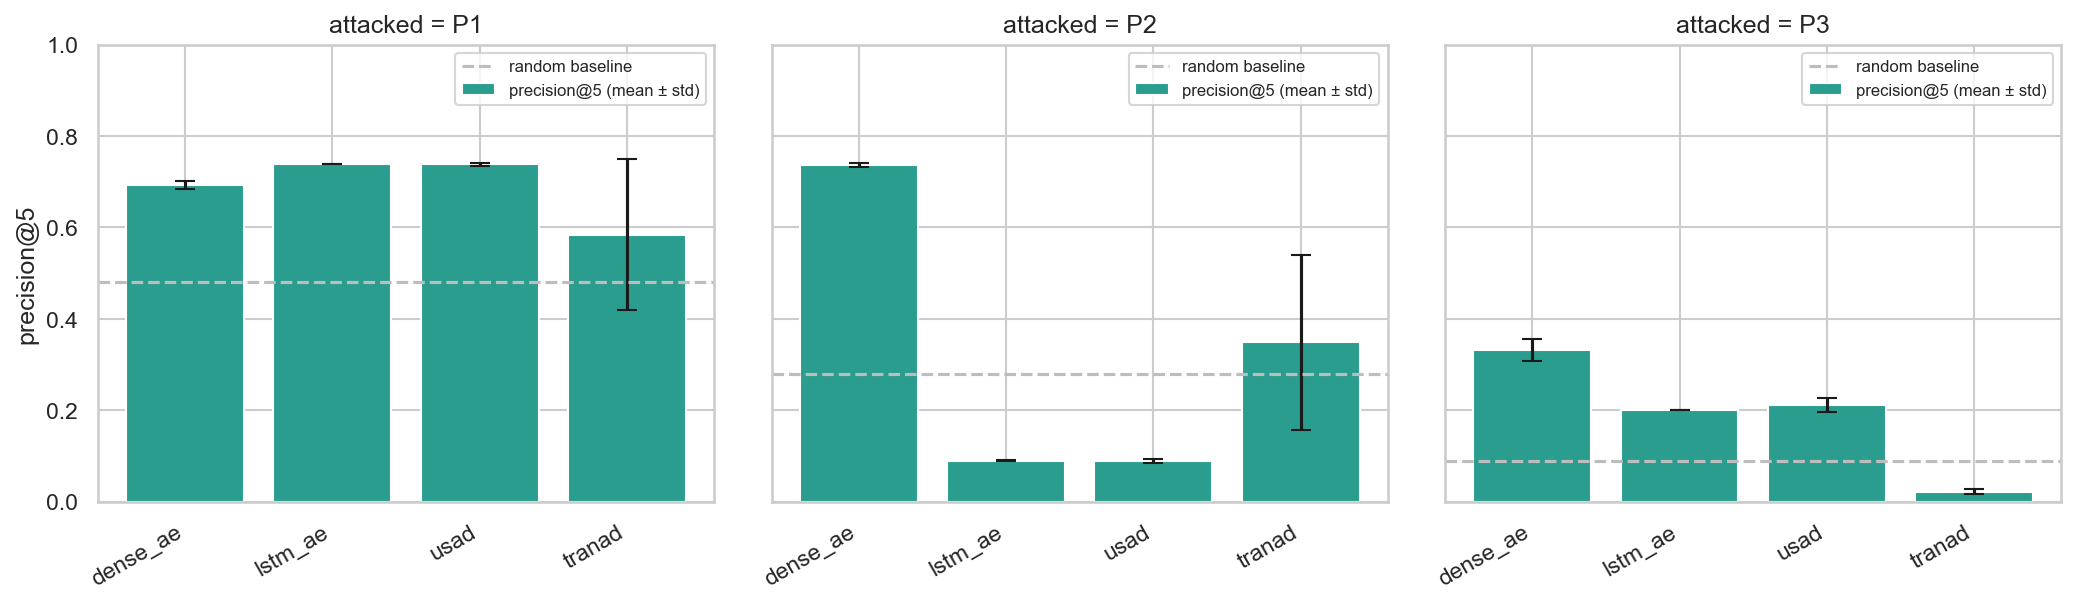 attacked = P1
attacked = P2
attacked = P3
precision@5
1.0
0.8
0.6
0.4
0.2
0.0
random baseline
precision@5 (mean ± std)
random baseline
precision@5 (mean ± std)
random baseline
precision@5 (mean ± std)
dense_ae
lstm_ae
usad
tranad
dense_ae
lstm_ae
usad
tranad
dense_ae
lstm_ae
usad
tranad